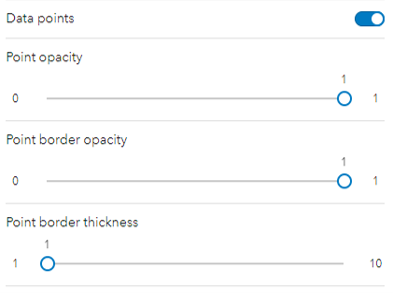 Data points
Point opacity
1
0 1
Point border opacity
1
0 1
Point border thickness
1
1 10